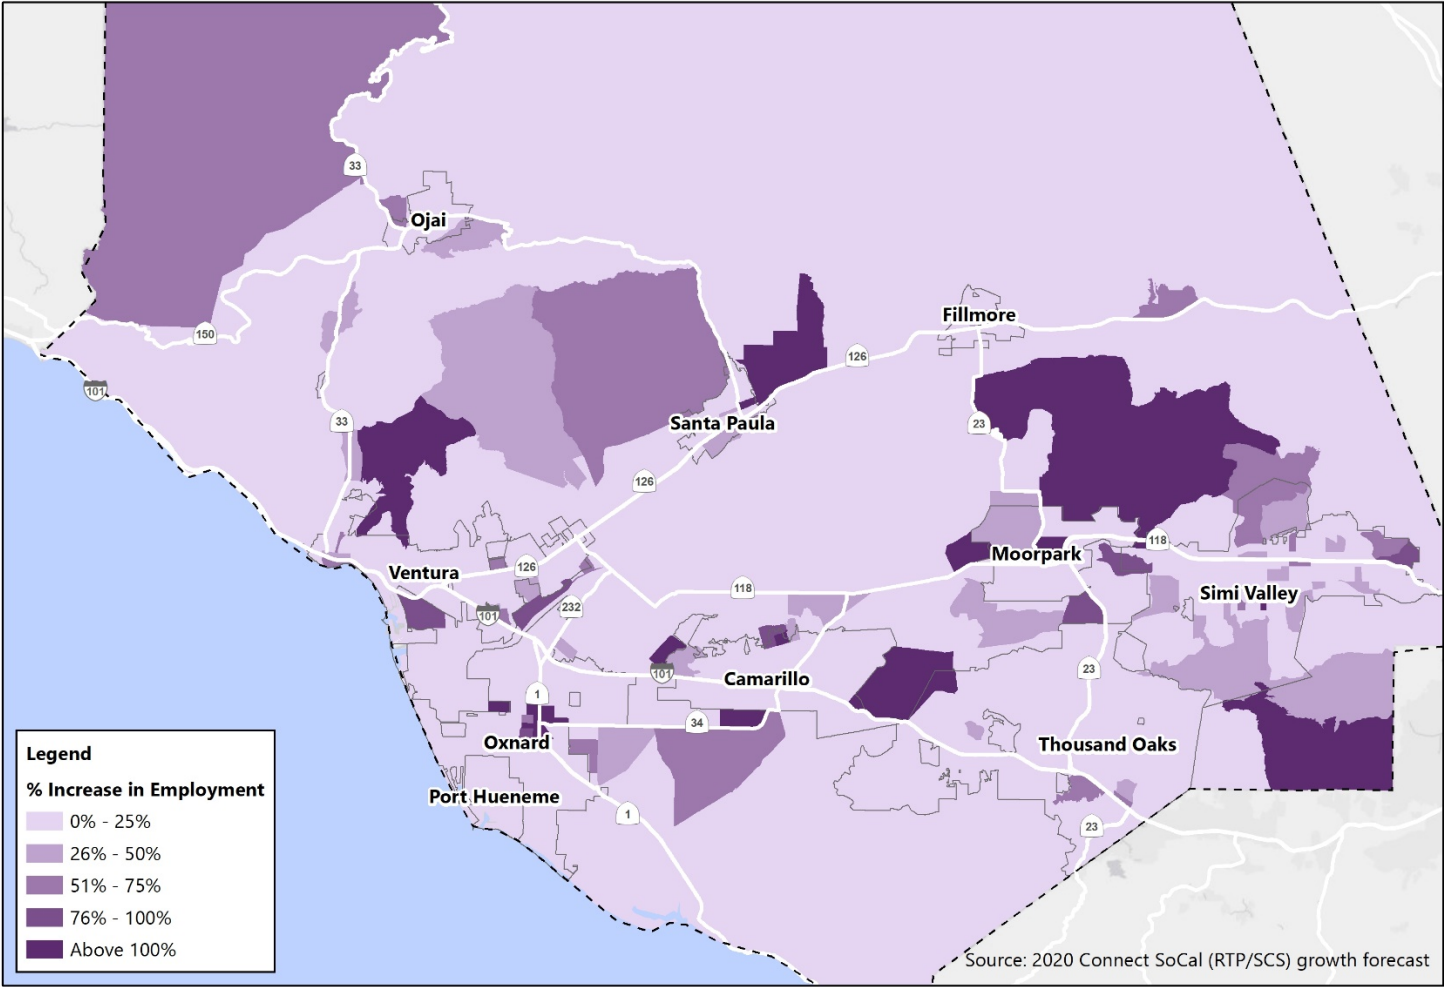 33
Ojai
150
Fillmore
126
101
33
Santa Paula
23
126
Moorpark
118
Ventura
126
118
Simi Valley
101
232
101
Camarillo
23
1
34
Oxnard
Thousand Oaks
Port Hueneme
1
23
Legend
% Increase in Employment
0% - 25%
26% - 50%
51% - 75%
76% - 100%
Above 100%
Source: 2020 Connect SoCal (RTP/SCS) growth forecast